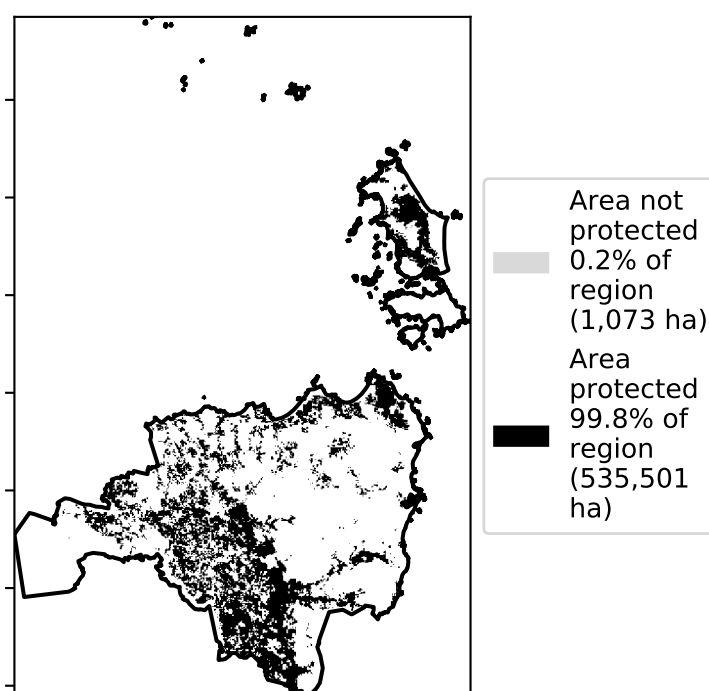 Area not
protected
0.2% of
region
(1,073 ha)
Area
protected
99.8% of
region
(535,501
ha)